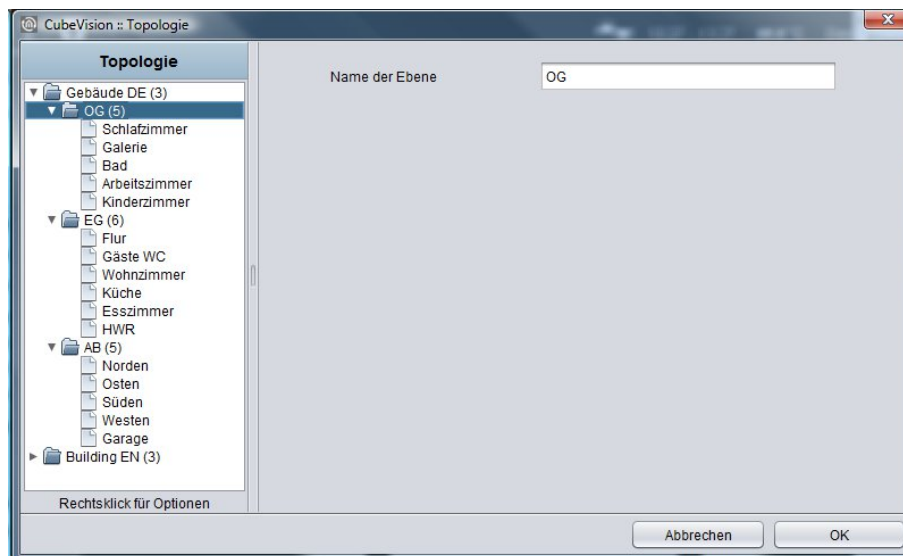 CubeVision :: Topologie
Topologie
Gebäude DE (3)
OG (5)
Schlafzimmer
Galerie
Bad
Arbeitszimmer
Kinderzimmer
EG (6)
Flur
Gäste WC
Wohnzimmer
Küche
Esszimmer
HWR
AB (5)
Norden
Osten
Süden
Westen
Garage
Building EN (3)
Rechtsklick für Optionen
Name der Ebene OG
Abbrechen OK